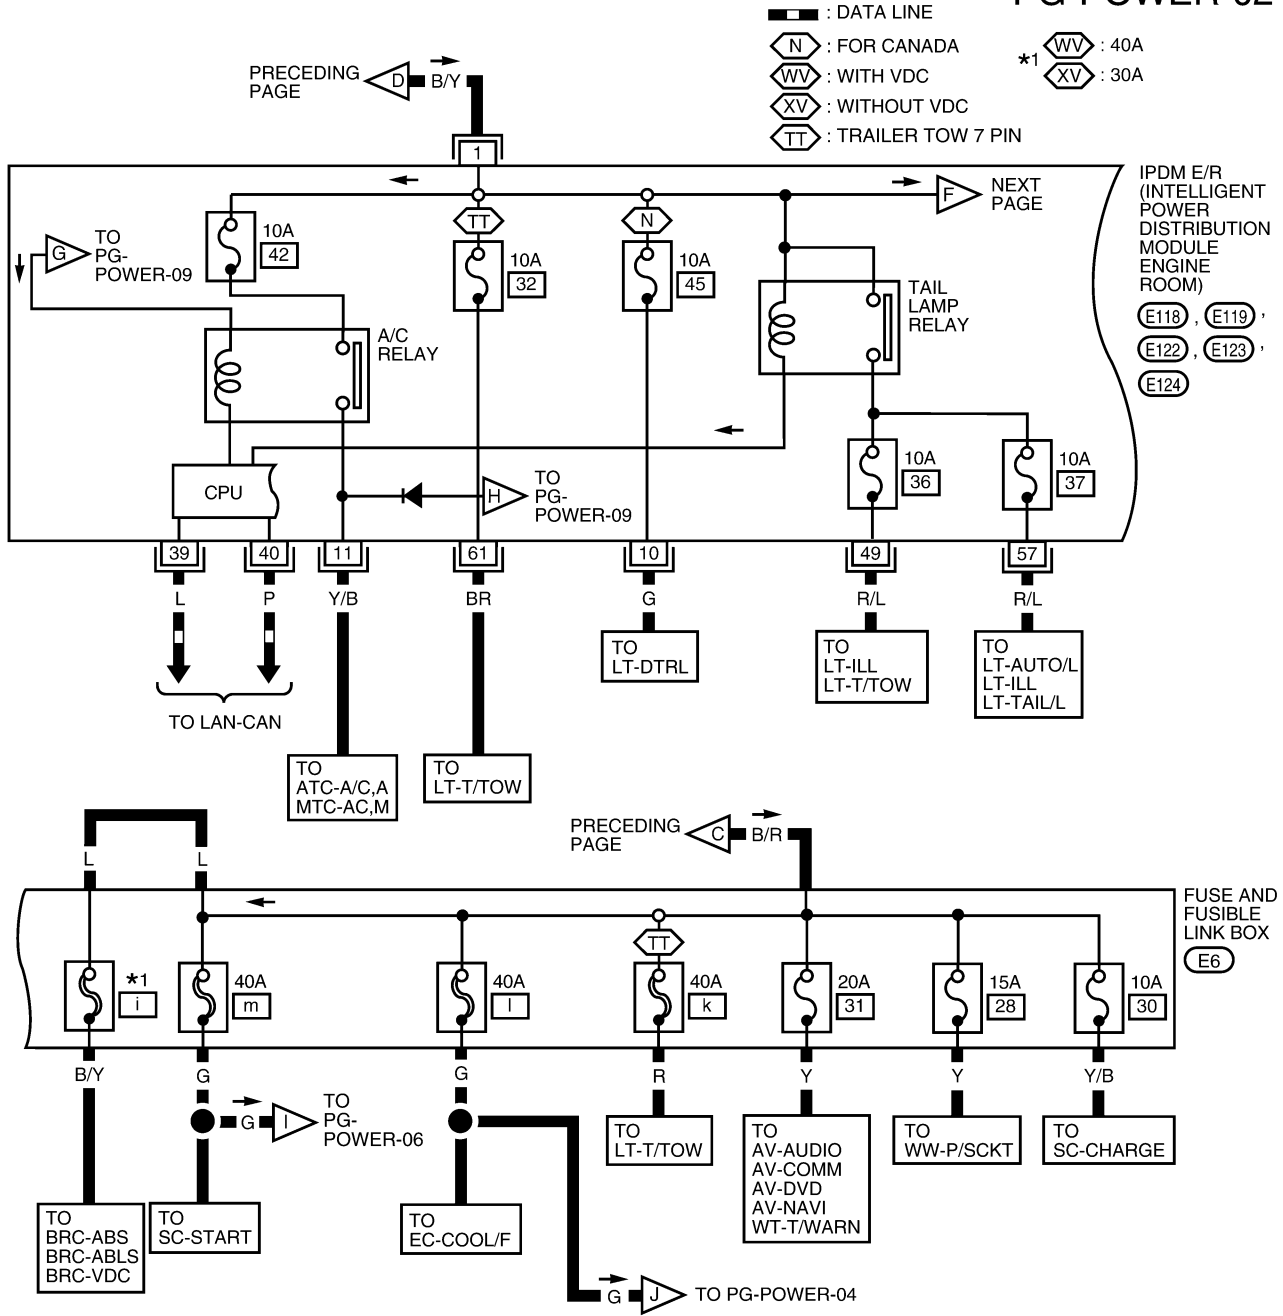 : DATA LINE
N : FOR CANADA
WV : WITH VDC
XV : WITHOUT VDC
TT : TRAILER TOW 7 PIN
*1
WV : 40A
XV : 30A
PRECEDING
PAGE
D
B/Y
1
F
NEXT
PAGE
IPDM E/R
(INTELLIGENT
POWER
DISTRIBUTION
MODULE
ENGINE
ROOM)
E118 , E119 ,
E122 , E123 ,
E124
G
TO
PG-
POWER-09
10A
42
TT
10A
32
N
10A
45
TAIL
LAMP
RELAY
A/C
RELAY
CPU
H
TO
PG-
POWER-09
10A
36
10A
37
39
40
11
61
10
49
57
L
P
Y/B
BR
G
R/L
R/L
TO LAN-CAN
TO
ATC-A/C,A
MTC-AC,M
TO
LT-T/TOW
TO
LT-DTRL
TO
LT-ILL
LT-T/TOW
TO
LT-AUTO/L
LT-ILL
LT-TAIL/L
PRECEDING
PAGE
C
B/R
L
L
FUSE AND
FUSIBLE
LINK BOX
E6
*1
i
40A
m
40A
l
TT
40A
k
20A
31
15A
28
10A
30
B/Y
G
G
R
Y
Y
Y/B
G
I
TO
PG-
POWER-06
TO
BRC-ABS
BRC-ABLS
BRC-VDC
TO
SC-START
TO
EC-COOL/F
TO
LT-T/TOW
TO
AV-AUDIO
AV-COMM
AV-DVD
AV-NAVI
WT-T/WARN
TO
WW-P/SCKT
TO
SC-CHARGE
G
J
TO PG-POWER-04